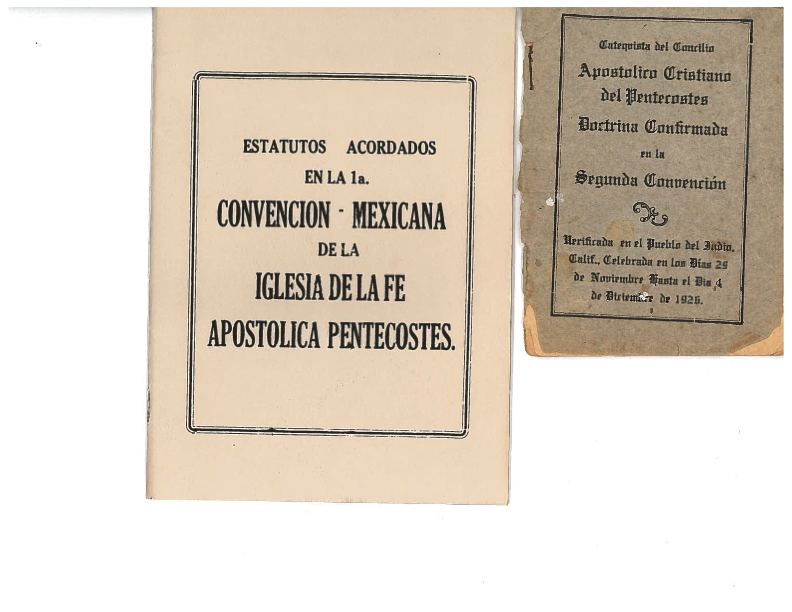 ESTATUTOS ACORDADOS
EN LA 1a.
CONVENCION - MEXICANA
DE LA
IGLESIA DE LA FE
APOSTOLICA PENTECOSTES.
Catequista del Concilio
Apostolico Cristiano
del Pentecostes
Doctrina Confirmada
en la
Segunda Convención
Verificada en el Pueblo del Indio,
Calif., Celebrada en los Dias 29
de Noviembre Hasta el Dia 4
de Diciembre de 1926.